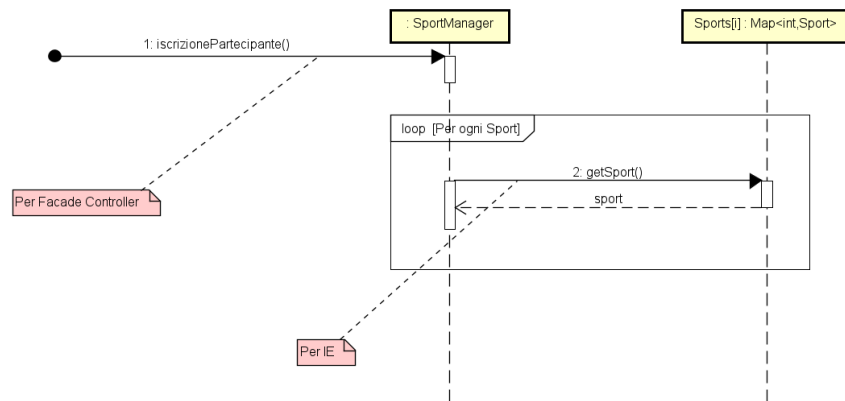 : SportManager
Sports[i] : Map<int,Sport>
1: iscrizionePartecipante()
loop [Per ogni Sport]
2: getSport()
sport
Per Facade Controller
Per IE